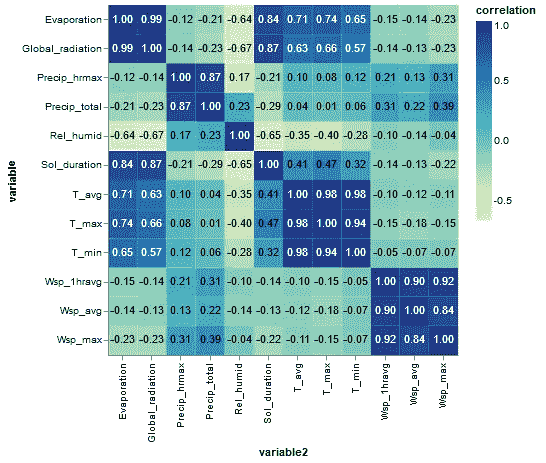 correlation
1.0
0.5
0.0
-0.5
variable
Evaporation 1.00 0.99 -0.12 -0.21 -0.64 0.84 0.71 0.74 0.65 -0.15 -0.14 -0.23
Global_radiation 0.99 1.00 -0.14 -0.23 -0.67 0.87 0.63 0.66 0.57 -0.14 -0.13 -0.23
Precip_hrmax -0.12 -0.14 1.00 0.87 0.17 -0.21 0.10 0.08 0.12 0.21 0.13 0.31
Precip_total -0.21 -0.23 0.87 1.00 0.23 -0.29 0.04 0.01 0.06 0.31 0.22 0.39
Rel_humid -0.64 -0.67 0.17 0.23 1.00 -0.65 -0.35 -0.40 -0.28 -0.10 -0.14 -0.04
Sol_duration 0.84 0.87 -0.21 -0.29 -0.65 1.00 0.41 0.47 0.32 -0.14 -0.13 -0.22
T_avg 0.71 0.63 0.10 0.04 -0.35 0.41 1.00 0.98 0.98 -0.10 -0.12 -0.11
T_max 0.74 0.66 0.08 0.01 -0.40 0.47 0.98 1.00 0.94 -0.15 -0.18 -0.15
T_min 0.65 0.57 0.12 0.06 -0.28 0.32 0.98 0.94 1.00 -0.05 -0.07 -0.07
Wsp_1hravg -0.15 -0.14 0.21 0.31 -0.10 -0.14 -0.10 -0.15 -0.05 1.00 0.90 0.92
Wsp_avg -0.14 -0.13 0.13 0.22 -0.14 -0.13 -0.12 -0.18 -0.07 0.90 1.00 0.84
Wsp_max -0.23 -0.23 0.31 0.39 -0.04 -0.22 -0.11 -0.15 -0.07 0.92 0.84 1.00
Evaporation
Global_radiation
Precip_hrmax
Precip_total
Rel_humid
Sol_duration
T_avg
T_max
T_min
Wsp_1hravg
Wsp_avg
Wsp_max
variable2